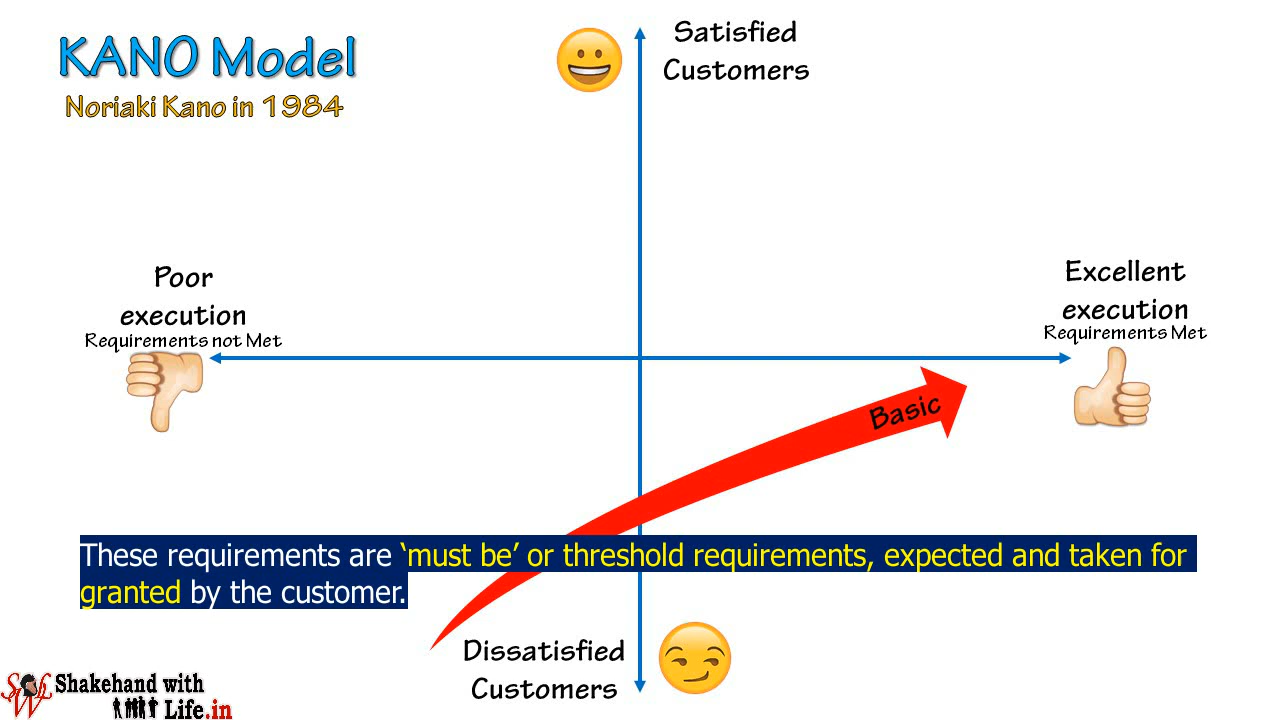 KANO Model
Noriaki Kano in 1984
Satisfied
Customers
Poor
execution
Requirements not Met
Excellent
execution
Requirements Met
Basic
These requirements are ‘must be’ or threshold requirements, expected and taken for
granted by the customer.
Dissatisfied
Customers
SWL
Shakehand with
Life.in